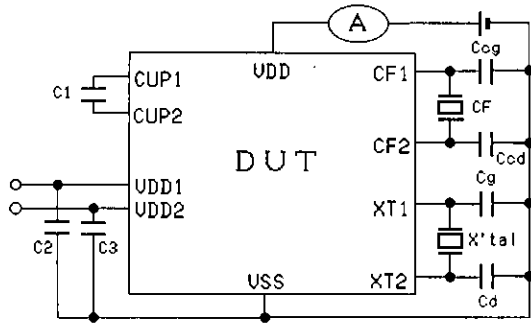 A
VDD
Ccg
CUP1
CF1
C1
CF
CUP2
CF2
Ccd
DUT
Cg
VDD1
VDD2
XT1
C2
C3
X'tal
VSS
XT2
Cd